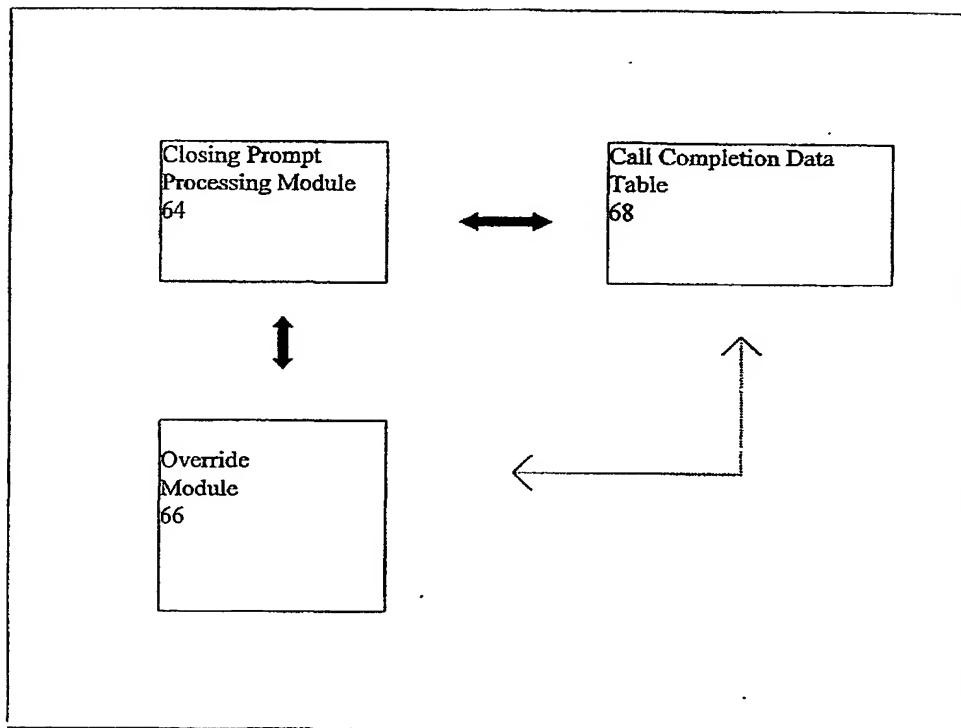 Closing Prompt
Processing Module
64
Call Completion Data
Table
68
Override
Module
66